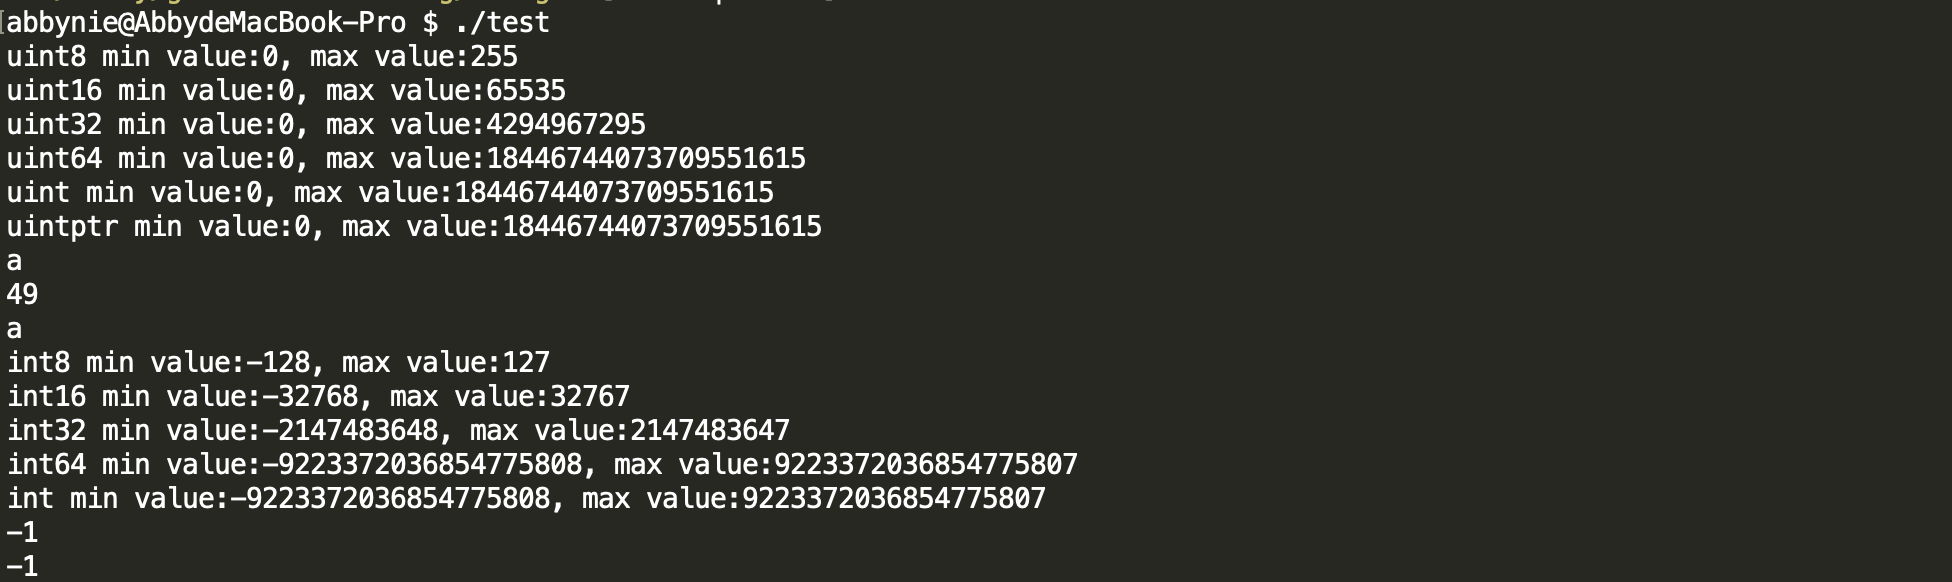 abbynie@AbbydeMacBook-Pro $ ./test
uint8 min value:0, max value:255
uint16 min value:0, max value:65535
uint32 min value:0, max value:4294967295
uint64 min value:0, max value:18446744073709551615
uint min value:0, max value:18446744073709551615
uintptr min value:0, max value:18446744073709551615
a
49
a
int8 min value:-128, max value:127
int16 min value:-32768, max value:32767
int32 min value:-2147483648, max value:2147483647
int64 min value:-9223372036854775808, max value:9223372036854775807
int min value:-9223372036854775808, max value:9223372036854775807
-1
-1